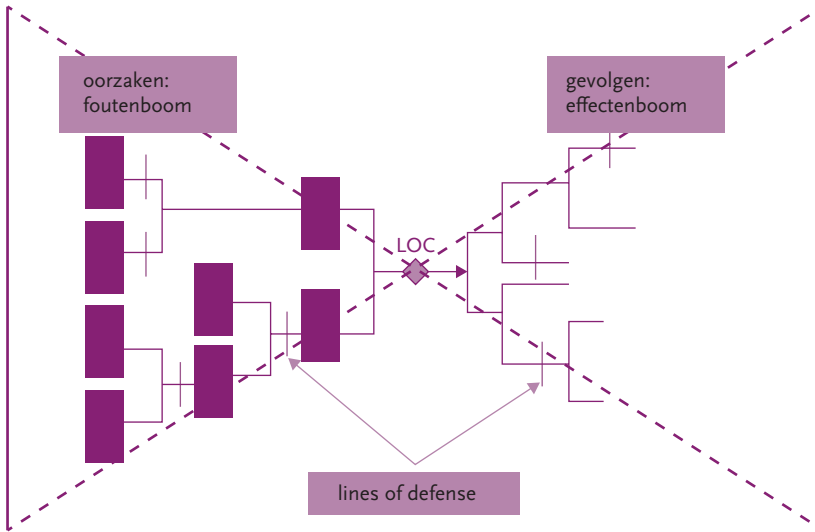 oorzaken:
foutenboom
gevolgen:
effectenboom
LOC
lines of defense